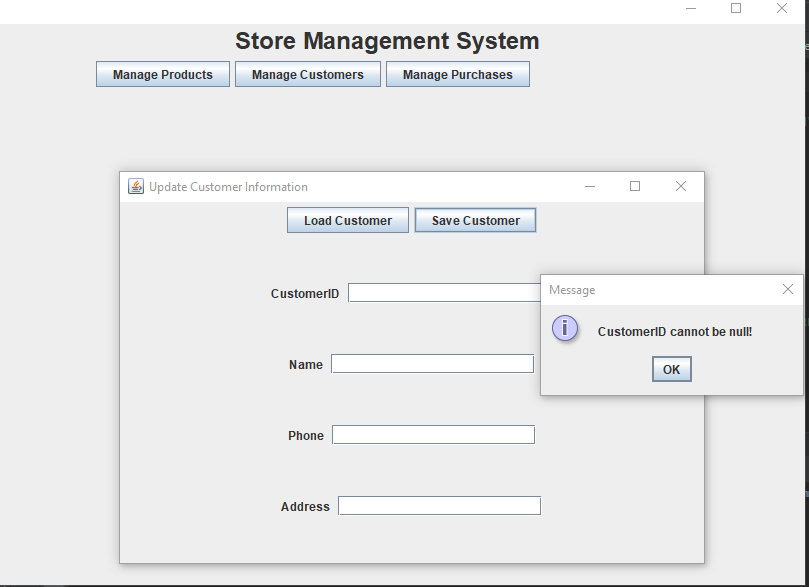 Store Management System
Manage Products Manage Customers Manage Purchases
Update Customer Information
Load Customer Save Customer
CustomerID
Message
CustomerID cannot be null!
OK
Name
Phone
Address